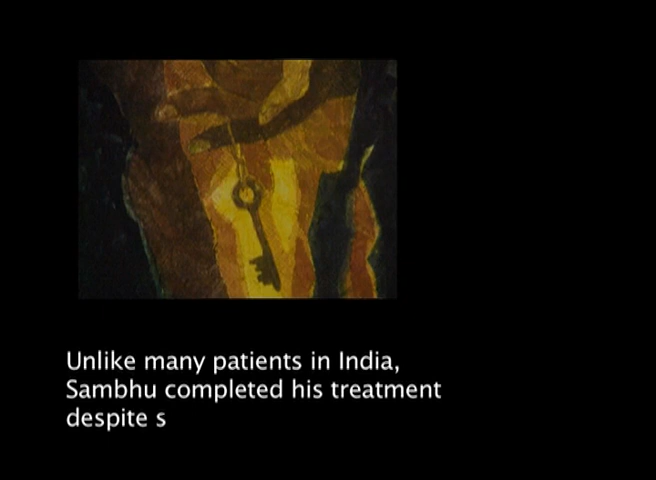 Unlike many patients in India,
Sambhu completed his treatment
despite s